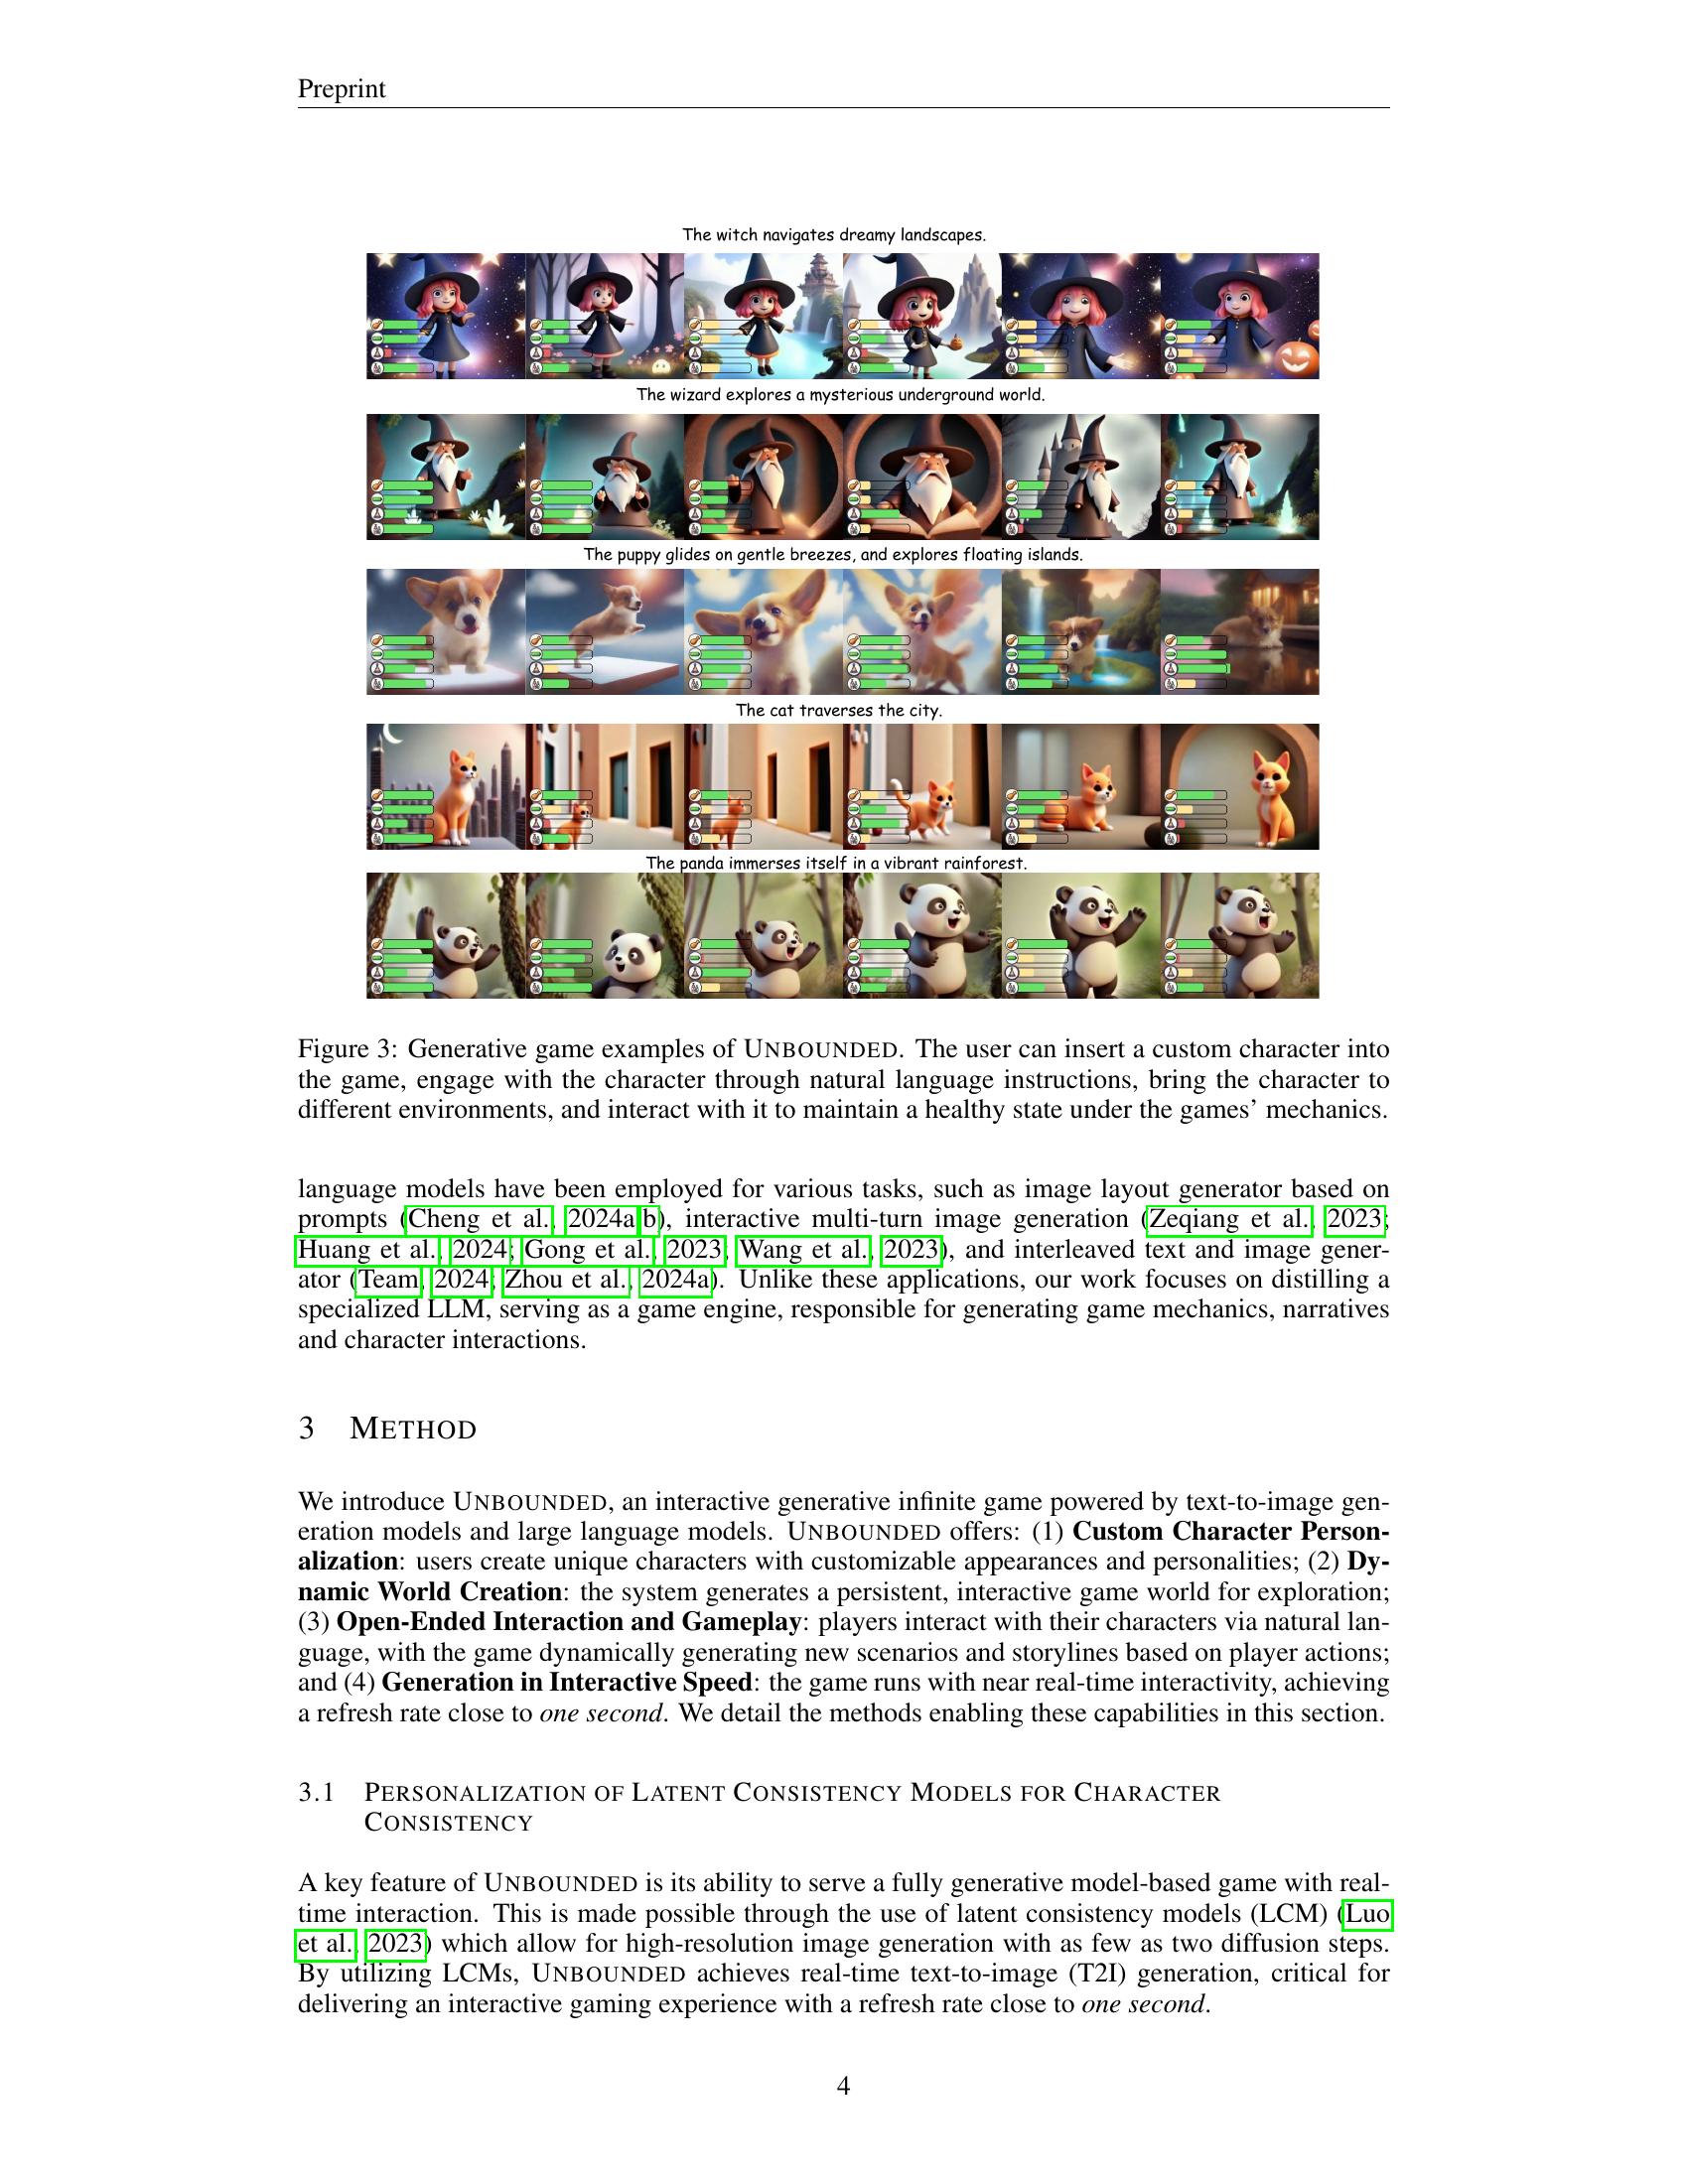 Preprint
The witch navigates dreamy landscapes.
The wizard explores a mysterious underground world.
The puppy glides on gentle breezes, and explores floating islands.
The cat traverses the city.
The panda immerses itself in a vibrant rainforest.
Figure 3: Generative game examples of UNBOUNDED. The user can insert a custom character into
the game, engage with the character through natural language instructions, bring the character to
different environments, and interact with it to maintain a healthy state under the games' mechanics.
language models have been employed for various tasks, such as image layout generator based on
prompts (Cheng et al., 2024a;b), interactive multi-turn image generation (Zeqiang et al., 2023;
Huang et al., 2024; Gong et al., 2023; Wang et al., 2023), and interleaved text and image gener-
ator (Team, 2024; Zhou et al., 2024a). Unlike these applications, our work focuses on distilling a
specialized LLM, serving as a game engine, responsible for generating game mechanics, narratives
and character interactions.
3 METHOD
We introduce UNBOUNDED, an interactive generative infinite game powered by text-to-image gen-
eration models and large language models. UNBOUNDED offers: (1) Custom Character Person-
alization: users create unique characters with customizable appearances and personalities; (2) Dy-
namic World Creation: the system generates a persistent, interactive game world for exploration;
(3) Open-Ended Interaction and Gameplay: players interact with their characters via natural lan-
guage, with the game dynamically generating new scenarios and storylines based on player actions;
and (4) Generation in Interactive Speed: the game runs with near real-time interactivity, achieving
a refresh rate close to one second. We detail the methods enabling these capabilities in this section.
3.1 PERSONALIZATION OF LATENT CONSISTENCY MODELS FOR CHARACTER
CONSISTENCY
A key feature of UNBOUNDED is its ability to serve a fully generative model-based game with real-
time interaction. This is made possible through the use of latent consistency models (LCM) (Luo
et al., 2023) which allow for high-resolution image generation with as few as two diffusion steps.
By utilizing LCMs, UNBOUNDED achieves real-time text-to-image (T2I) generation, critical for
delivering an interactive gaming experience with a refresh rate close to one second.
4